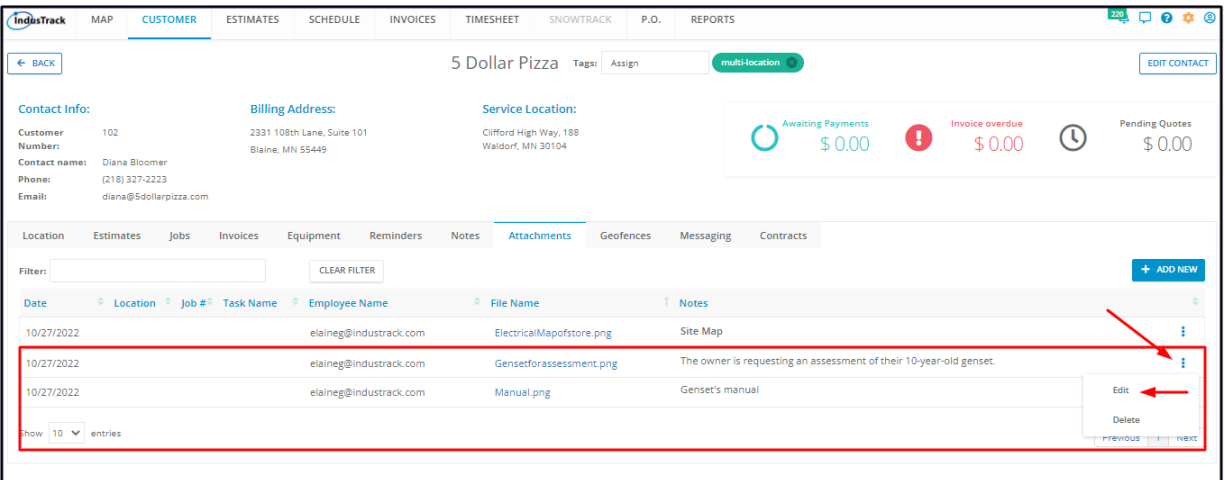 IndusTrack MAP CUSTOMER ESTIMATES SCHEDULE INVOICES TIMESHEET SNOWTRACK P.O. REPORTS 220
BACK 5 Dollar Pizza Tags: Assign multi-location EDIT CONTACT
Contact Info: Billing Address: Service Location:
Customer Number: 102
Contact name: Diana Bloomer
Phone: (218) 327-2223
Email: diana@5dollarpizza.com
2331 108th Lane, Suite 101
Blaine, MN 55449
Clifford High Way, 188
Waldorf, MN 30104
Awaiting Payments
$ 0.00
Invoice overdue
$ 0.00
Pending Quotes
$ 0.00
Location Estimates Jobs Invoices Equipment Reminders Notes Attachments Geofences Messaging Contracts
Filter: CLEAR FILTER + ADD NEW
Date Location Job # Task Name Employee Name File Name Notes
10/27/2022 elaineg@industrack.com ElectricalMapofstore.png Site Map
10/27/2022 elaineg@industrack.com Gensetforassessment.png The owner is requesting an assessment of their 10-year-old genset.
10/27/2022 elaineg@industrack.com Manual.png Genset's manual
Edit
Delete
Show 10 entries Previous 1 Next